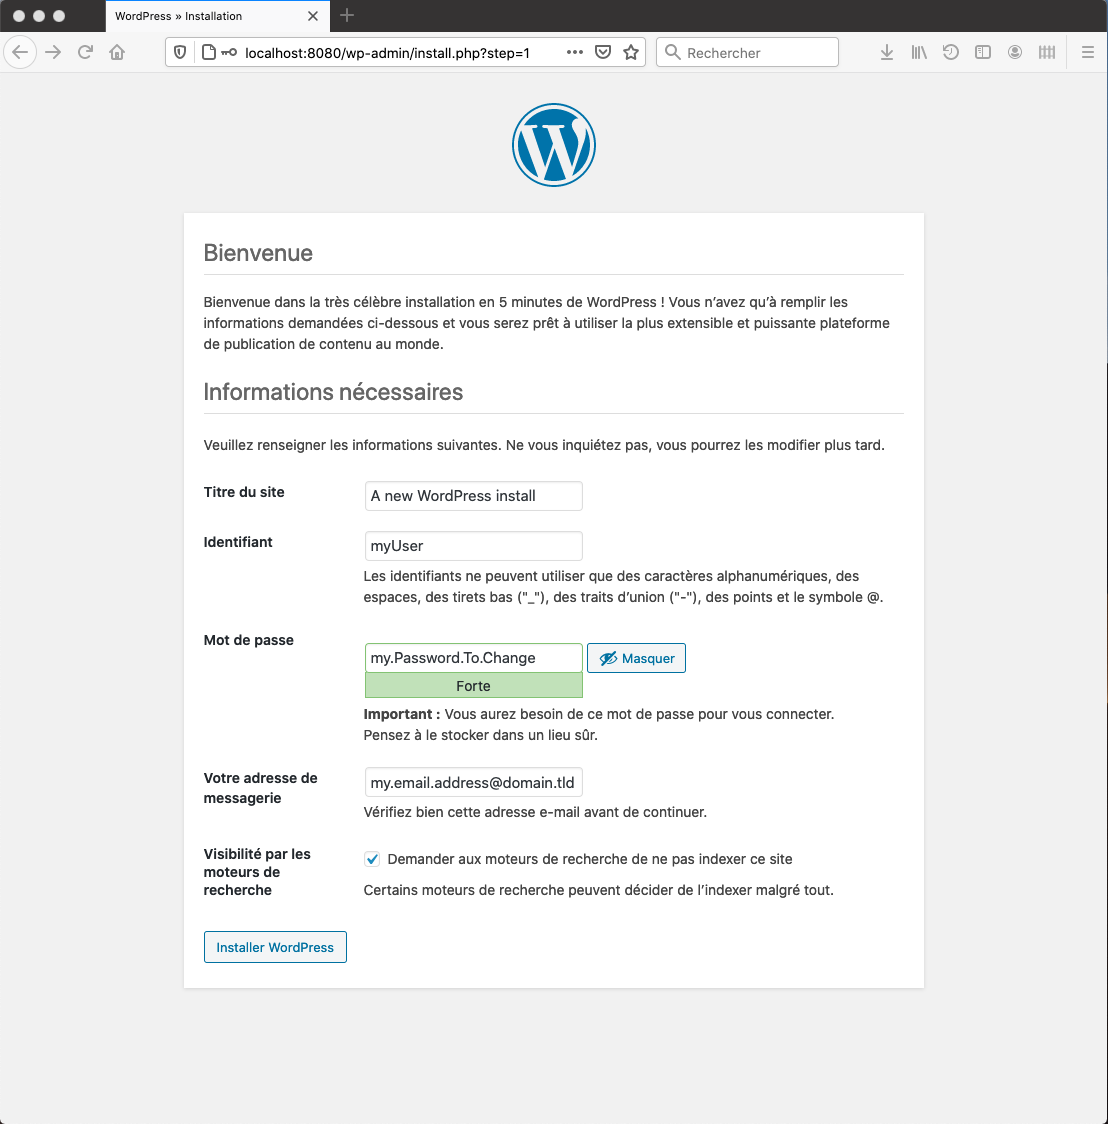 WordPress » Installation
localhost:8080/wp-admin/install.php?step=1
Rechercher
Bienvenue
Bienvenue dans la très célèbre installation en 5 minutes de WordPress ! Vous n’avez qu’à remplir les
informations demandées ci-dessous et vous serez prêt à utiliser la plus extensible et puissante plateforme
de publication de contenu au monde.
Informations nécessaires
Veuillez renseigner les informations suivantes. Ne vous inquiétez pas, vous pourrez les modifier plus tard.
Titre du site
A new WordPress install
Identifiant
myUser
Les identifiants ne peuvent utiliser que des caractères alphanumériques, des
espaces, des tirets bas ("_"), des traits d’union ("-"), des points et le symbole @.
Mot de passe
my.Password.To.Change
Masquer
Forte
Important : Vous aurez besoin de ce mot de passe pour vous connecter.
Pensez à le stocker dans un lieu sûr.
Votre adresse de
messagerie
my.email.address@domain.tld
Vérifiez bien cette adresse e-mail avant de continuer.
Visibilité par les
moteurs de
recherche
Demander aux moteurs de recherche de ne pas indexer ce site
Certains moteurs de recherche peuvent décider de l’indexer malgré tout.
Installer WordPress